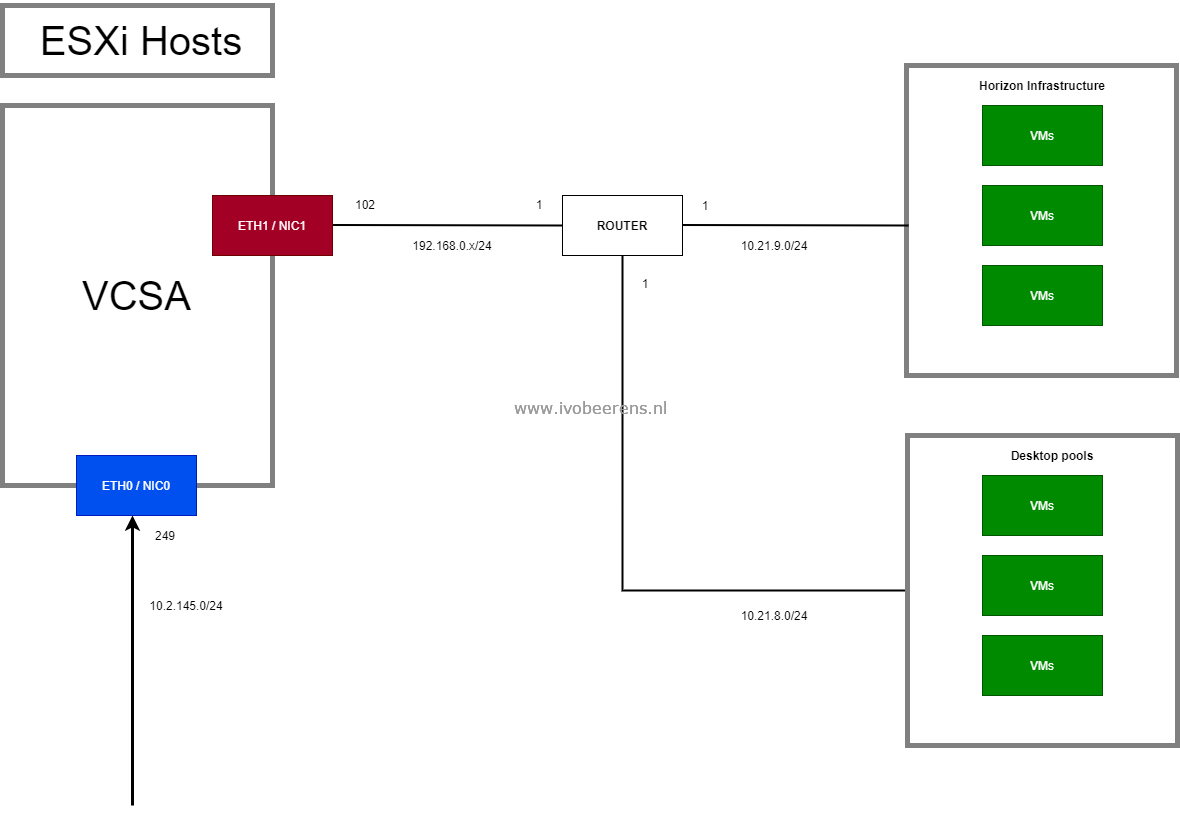 ESXi Hosts
Horizon Infrastructure
VMs
102
1
1
ETH1 / NIC1
ROUTER
VMs
192.168.0.x/24
10.21.9.0/24
1
VCSA
VMs
www.ivobeerens.nl
Desktop pools
ETH0 / NIC0
VMs
249
VMs
10.2.145.0/24
10.21.8.0/24
VMs